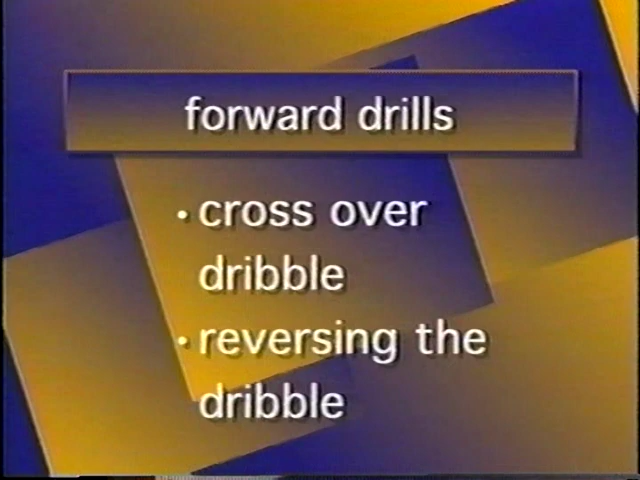 forward drills
· cross over
dribble
· reversing the
dribble